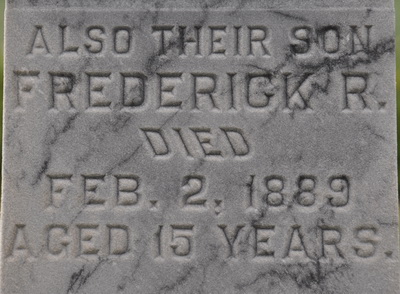 ALSO THEIR SON
FREDERICK R.
DIED
FEB. 2, 1889
AGED 15 YEARS.